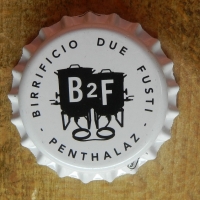 BIRRIFICIO DUE FUSTI
B2F
- PENTHALAZ -